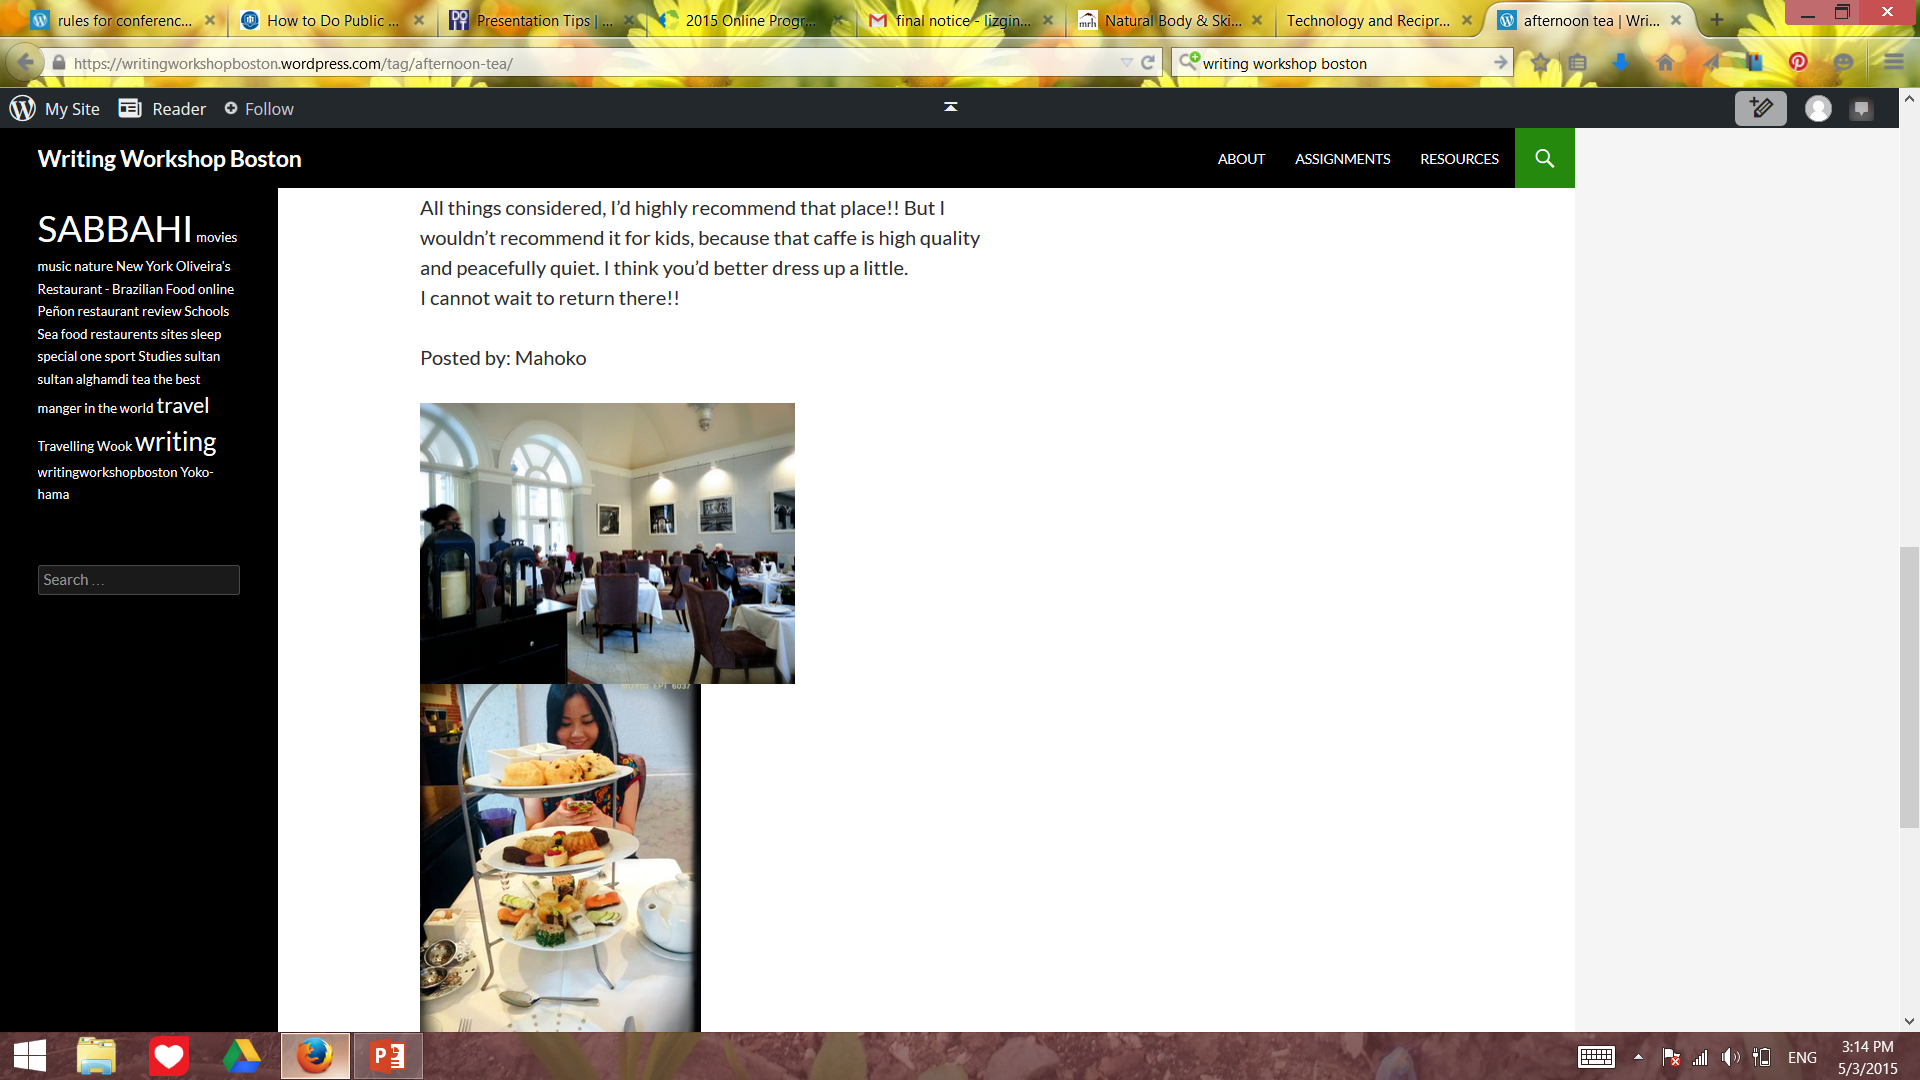 rules for conferenc...
How to Do Public ...
Presentation Tips | ...
2015 Online Progr...
final notice - lizgin...
Natural Body & Ski...
Technology and Recipr...
afternoon tea | Wri...
https://writingworkshopboston.wordpress.com/tag/afternoon-tea/
writing workshop boston
My Site
Reader
Follow
Writing Workshop Boston
ABOUT
ASSIGNMENTS
RESOURCES
SABBAHI movies
music nature New York Oliveira's
Restaurant - Brazilian Food online
Peñon restaurant review Schools
Sea food restaurents sites sleep
special one sport Studies sultan
sultan alghamdi tea the best
manger in the world travel
Travelling Wook writing
writingworkshopboston Yoko-
hama
Search …
All things considered, I’d highly recommend that place!! But I
wouldn’t recommend it for kids, because that caffe is high quality
and peacefully quiet. I think you’d better dress up a little.
I cannot wait to return there!!
Posted by: Mahoko
ENG
3:14 PM
5/3/2015